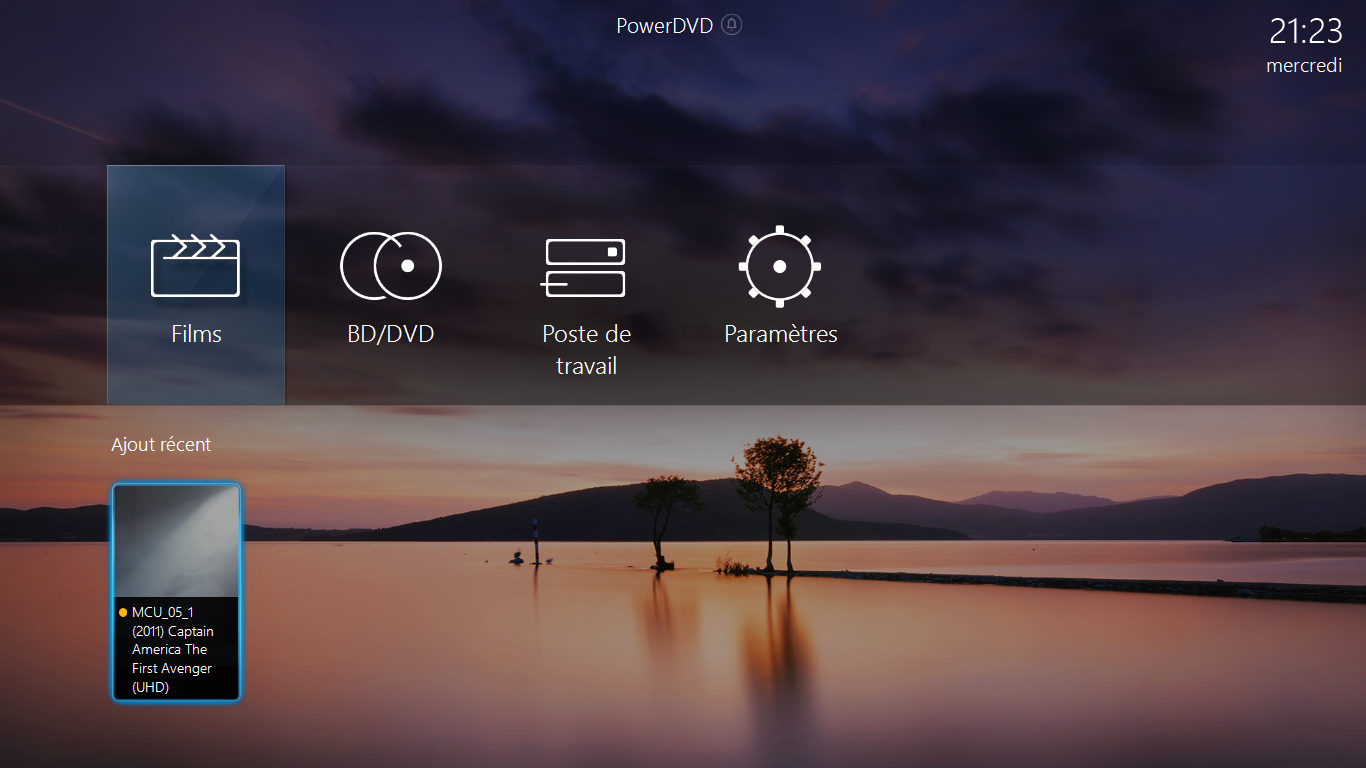 PowerDVD
21:23
mercredi
Films
BD/DVD
Poste de
travail
Paramètres
Ajout récent
MCU_05_1
(2011) Captain
America The
First Avenger
(UHD)